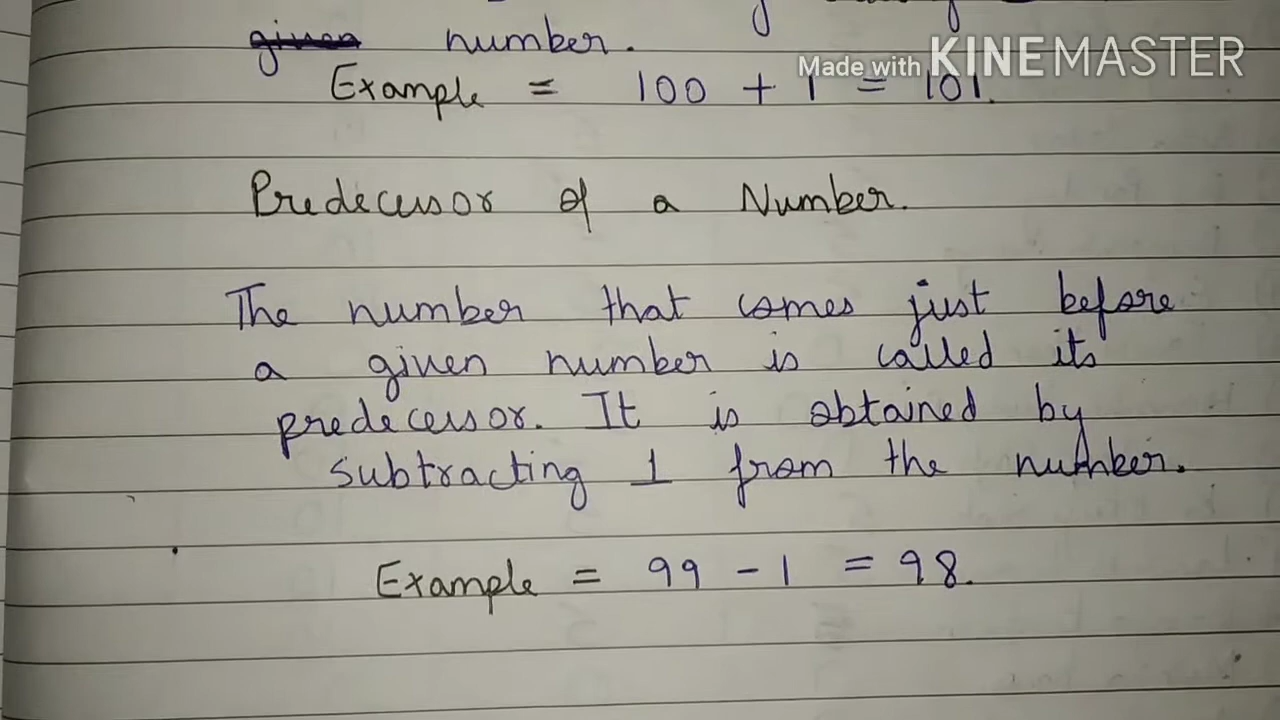 given number.
Made with KINEMASTER
Example = 100 + 1 = 101.
Predecusor of a Number.
The number that comes just before
a given number is called its
predecessor. It is obtained by
subtracting 1 from the number.
Example = 99 - 1 = 98.